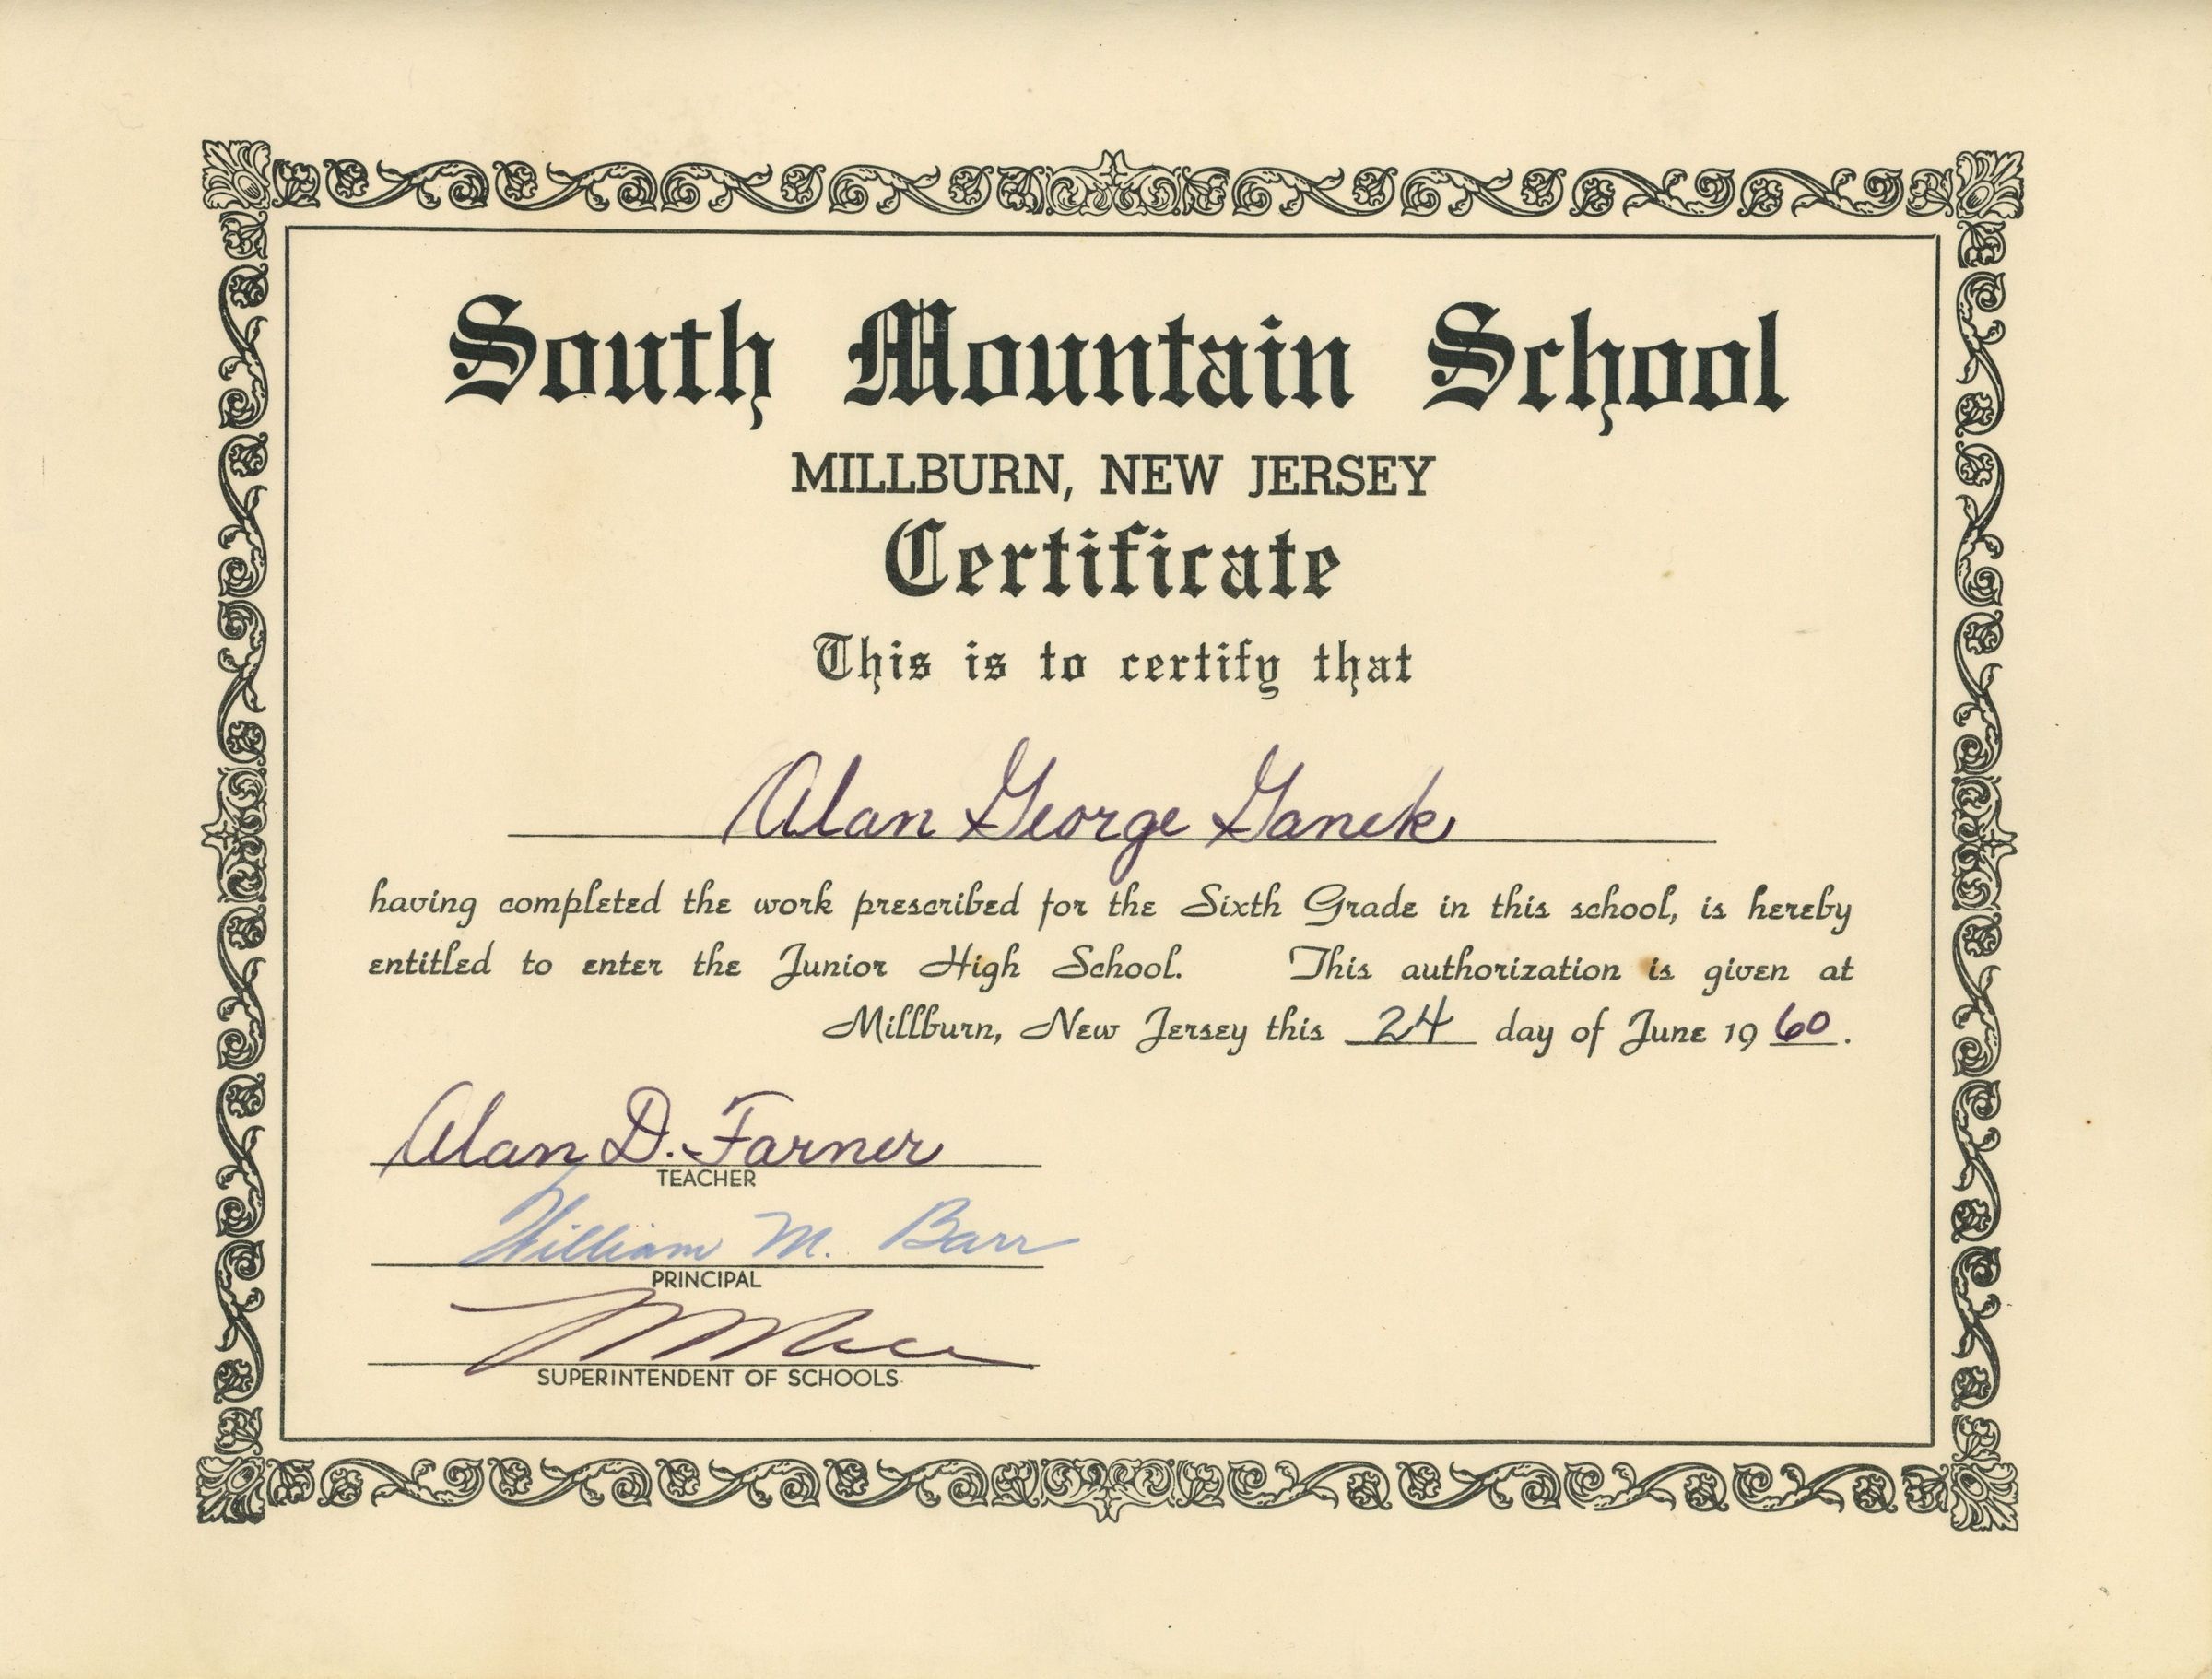 South Mountain School
MILLBURN, NEW JERSEY
Certificate
This is to certify that
Alan George Ganek
having completed the work prescribed for the Sixth Grade in this school, is hereby
entitled to enter the Junior High School. This authorization is given at
Millburn, New Jersey this 24 day of June 1960.
Alan D. Farner
TEACHER
William M. Barr
PRINCIPAL
SUPERINTENDENT OF SCHOOLS